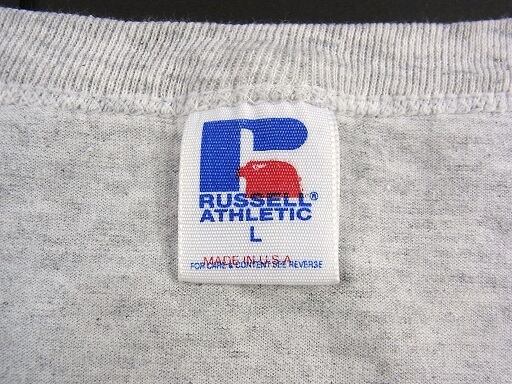 RUSSELL®
ATHLETIC
L
MADE IN U.S.A.
FOR CARE & CONTENT SEE REVERSE